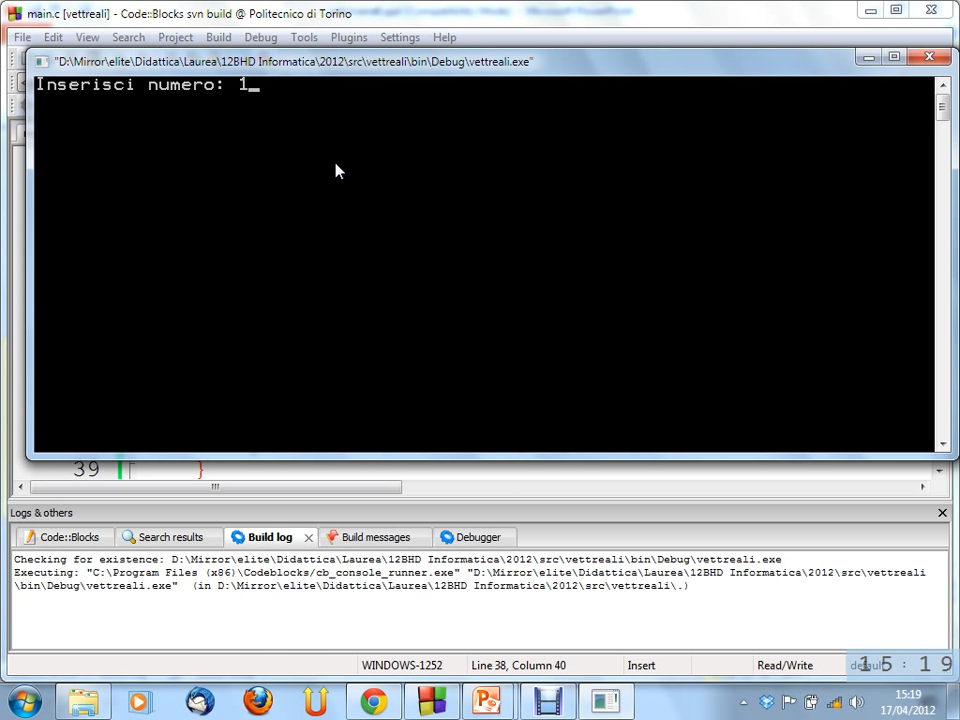 main.c [vettreali] - Code::Blocks svn build @ Politecnico di Torino
File Edit View Search Project Build Debug Tools Plugins Settings Help
"D:\Mirror\elite\Didattica\Laurea\12BHD Informatica\2012\src\vettreali\bin\Debug\vettreali.exe"
Inserisci numero: 1_
39 }
Logs & others
Code::Blocks Search results Build log Build messages Debugger
Checking for existence: D:\Mirror\elite\Didattica\Laurea\12BHD Informatica\2012\src\vettreali\bin\Debug\vettreali.exe
Executing: "C:\Program Files (x86)\Codeblocks/cb_console_runner.exe" "D:\Mirror\elite\Didattica\Laurea\12BHD Informatica\2012\src\vettreali
\bin\Debug\vettreali.exe" (in D:\Mirror\elite\Didattica\Laurea\12BHD Informatica\2012\src\vettreali\.)
WINDOWS-1252 Line 38, Column 40 Insert Read/Write default
15:19
15:19
17/04/2012